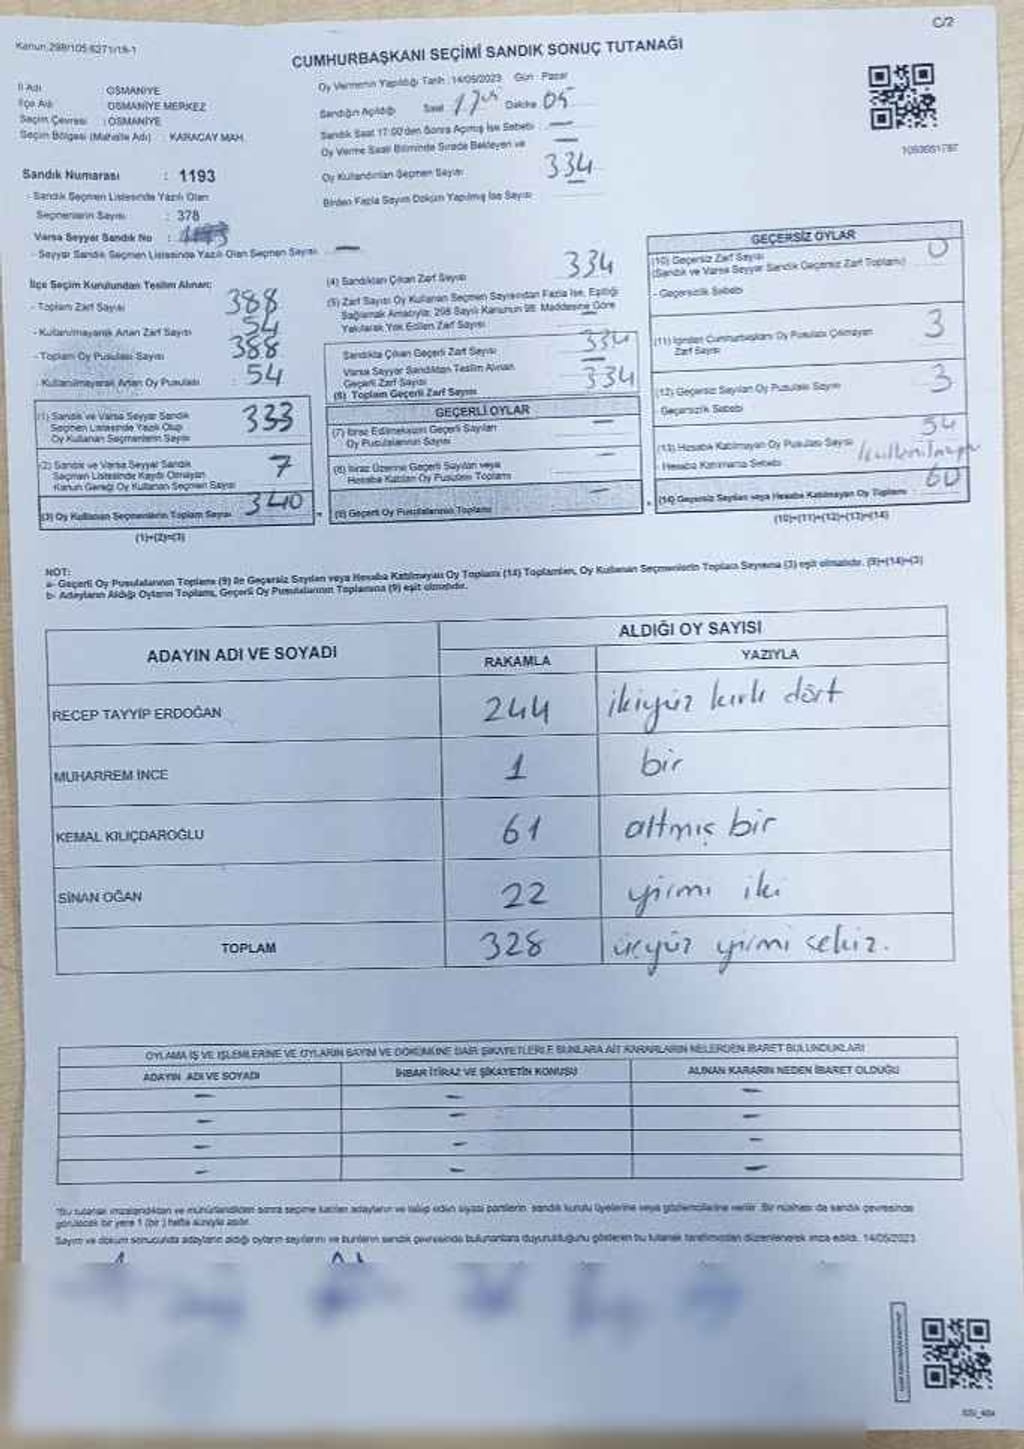 C/2
Kanun 298/105 6271/18-1
CUMHURBAŞKANI SEÇİMİ SANDIK SONUÇ TUTANAĞI
İl Adı OSMANİYE
İlçe Adı OSMANİYE MERKEZ
Seçim Çevresi : OSMANİYE
Seçim Bölgesi (Mahalle Adı) : KARACAY MAH.
Sandık Numarası : 1193
- Sandık Seçmen Listesinde Yazılı Olan
Seçmenlerin Sayısı : 378
Varsa Seyyar Sandık No :
- Seyyar Sandık Seçmen Listesinde Yazılı Olan Seçmen Sayısı —
Oy Vermenin Yapıldığı Tarih : 14/05/2023 Gün : Pazar
Sandığın Açıldığı Saat 17 Dakika 05
Sandık Saat 17:00'den Sonra Açılmış İse Sebebi —
Oy Verme Saati Bitiminde Sırada Bekleyen ve —
Oy Kullandırılan Seçmen Sayısı 334
Birden Fazla Sayım Döküm Yapılmış İse Sayısı —
İlçe Seçim Kurulundan Teslim Alınan:
- Toplam Zarf Sayısı 388
- Kullanılmayarak Artan Zarf Sayısı 54
- Toplam Oy Pusulası Sayısı 388
- Kullanılmayarak Artan Oy Pusulası : 54
(1) Sandık ve Varsa Seyyar Sandık
Seçmen Listesinde Yazılı Olup
Oy Kullanan Seçmenlerin Sayısı 333
(2) Sandık ve Varsa Seyyar Sandık
Seçmen Listesinde Kaydı Olmayan
Kanun Gereği Oy Kullanan Seçmen Sayısı 7
(3) Oy Kullanan Seçmenlerin Toplam Sayısı 340
(1)+(2)=(3)
(4) Sandıktan Çıkan Zarf Sayısı 334
(5) Zarf Sayısı Oy Kullanan Seçmen Sayısından Fazla İse, Eşitliği
Sağlamak Amacıyla; 298 Sayılı Kanunun 98. Maddesine Göre
Yakılarak Yok Edilen Zarf Sayısı —
Sandıkta Çıkan Geçerli Zarf Sayısı 334
Varsa Seyyar Sandıktan Teslim Alınan —
Geçerli Zarf Sayısı
(6) Toplam Geçerli Zarf Sayısı 334
GEÇERLİ OYLAR
(7) İtiraz Edilmeksizin Geçerli Sayılan
Oy Pusulalarının Sayısı —
(8) İtiraz Üzerine Geçerli Sayılan veya
Hesaba Katılan Oy Pusulası Toplamı —
(9) Geçerli Oy Pusulalarının Toplamı —
GEÇERSİZ OYLAR
(10) Geçersiz Zarf Sayısı 0
(Sandık ve Varsa Seyyar Sandık Geçersiz Zarf Toplamı)
- Geçersizlik Sebebi
(11) İçinden Cumhurbaşkanı Oy Pusulası Çıkmayan
Zarf Sayısı 3
(12) Geçersiz Sayılan Oy Pusulası Sayısı 3
Geçersizlik Sebebi
(13) Hesaba Katılmayan Oy Pusulası Sayısı 54
- Hesaba Katılmama Sebebi
(14) Geçersiz Sayılan veya Hesaba Katılmayan Oy Toplamı 60
(10)+(11)+(12)+(13)=(14)
NOT:
a- Geçerli Oy Pusulalarının Toplamı (9) ile Geçersiz Sayılan veya Hesaba Katılmayan Oy Toplamı (14) Toplamları, Oy Kullanan Seçmenlerin Toplam Sayısına (3) eşit olmalıdır. (9)+(14)=(3)
b- Adayların Aldığı Oyların Toplamı, Geçerli Oy Pusulalarının Toplamına (9) eşit olmalıdır.
ADAYIN ADI VE SOYADI ALDIĞI OY SAYISI
RAKAMLA YAZIYLA
RECEP TAYYİP ERDOĞAN 244 ikiyüz kırk dört
MUHARREM İNCE 1 bir
KEMAL KILIÇDAROĞLU 61 altmış bir
SİNAN OĞAN 22 yirmi iki
TOPLAM 328 üçyüz yirmi sekiz.
OYLAMA İŞ VE İŞLEMLERİNE VE OYLARIN SAYIM VE DÖKÜMÜNE DAİR ŞİKAYETLERLE BUNLARA AİT KARARLARIN NELERDEN İBARET BULUNDUKLARI
ADAYIN ADI VE SOYADI İHBAR İTİRAZ VE ŞİKAYETİN KONUSU ALINAN KARARIN NEDEN İBARET OLDUĞU
— — —
— — —
— — —
— — —
*Bu tutanak imzalandıktan ve mühürlendikten sonra seçime katılan adayların ve talep eden siyasi partilerin sandık kurulu üyelerine veya gözlemcilerine verilir. Bir nüshası da sandık çevresinde
görülecek bir yere 1 (bir) hafta süreyle asılır.
Sayım ve döküm sonucunda adayların aldığı oyların sayılarını ve bunların sandık çevresinde bulunanlara duyurulduğunu gösteren bu tutanak tarafımızdan düzenlenerek imza edildi. 14/05/2023